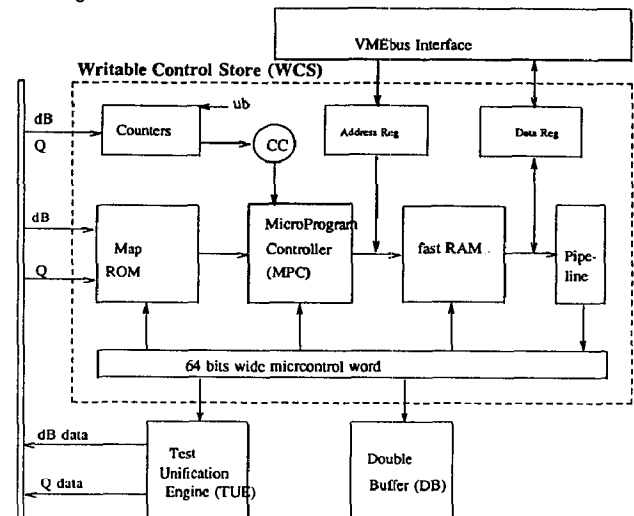 VMEbus Interface
Writable Control Store (WCS)
dB
Q
Counters
ub
CC
Address Reg
Data Reg
dB
Q
Map
ROM
MicroProgram
Controller
(MPC)
fast RAM
Pipe-
line
64 bits wide micrcontrol word
dB data
Q data
Test
Unification
Engine (TUE)
Double
Buffer (DB)